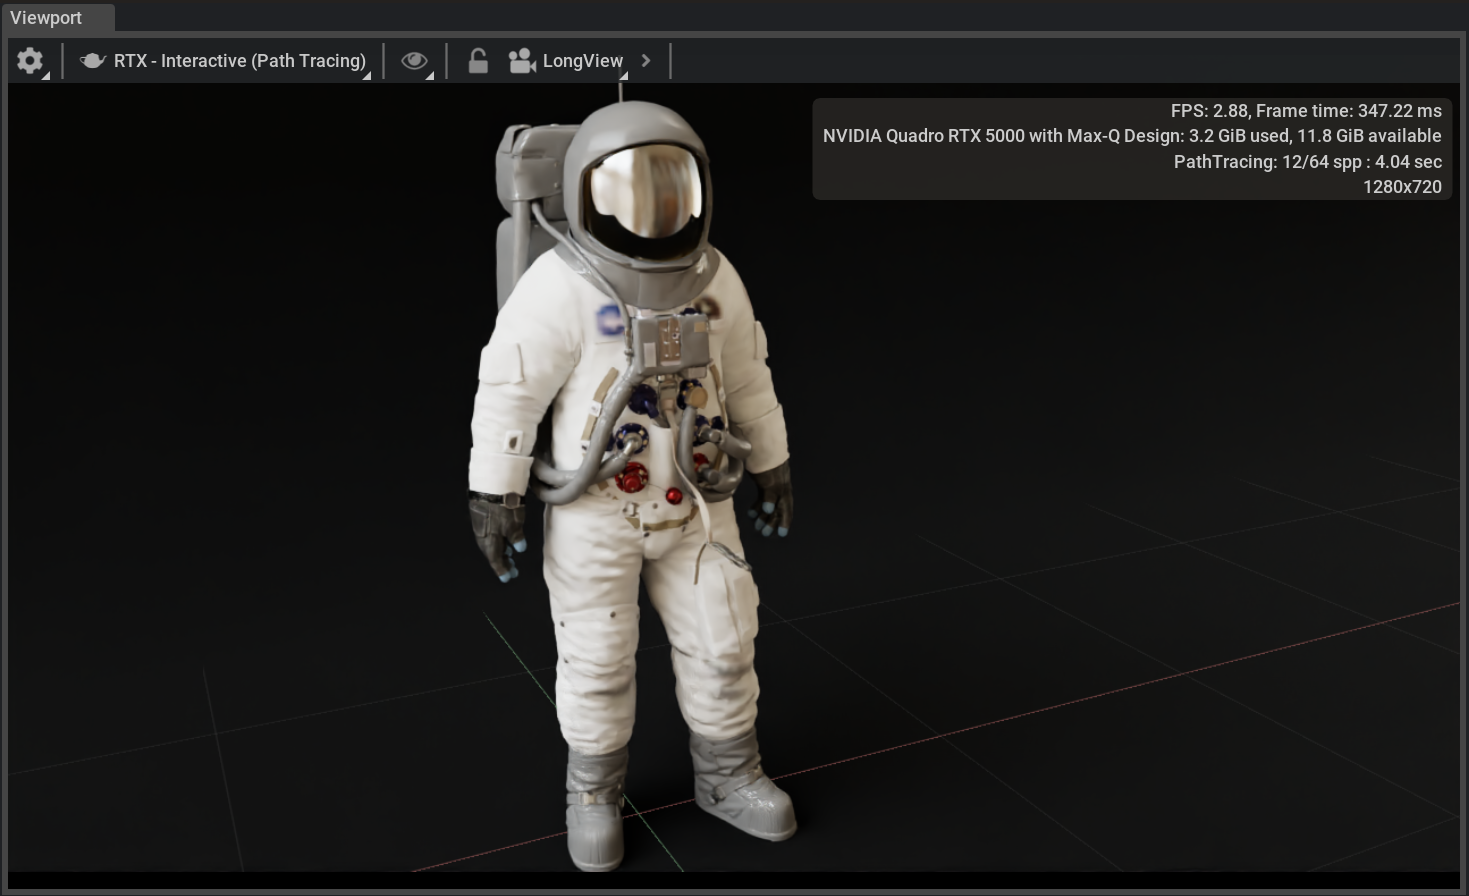 Viewport
RTX - Interactive (Path Tracing)
LongView
FPS: 2.88, Frame time: 347.22 ms
NVIDIA Quadro RTX 5000 with Max-Q Design: 3.2 GiB used, 11.8 GiB available
PathTracing: 12/64 spp : 4.04 sec
1280x720